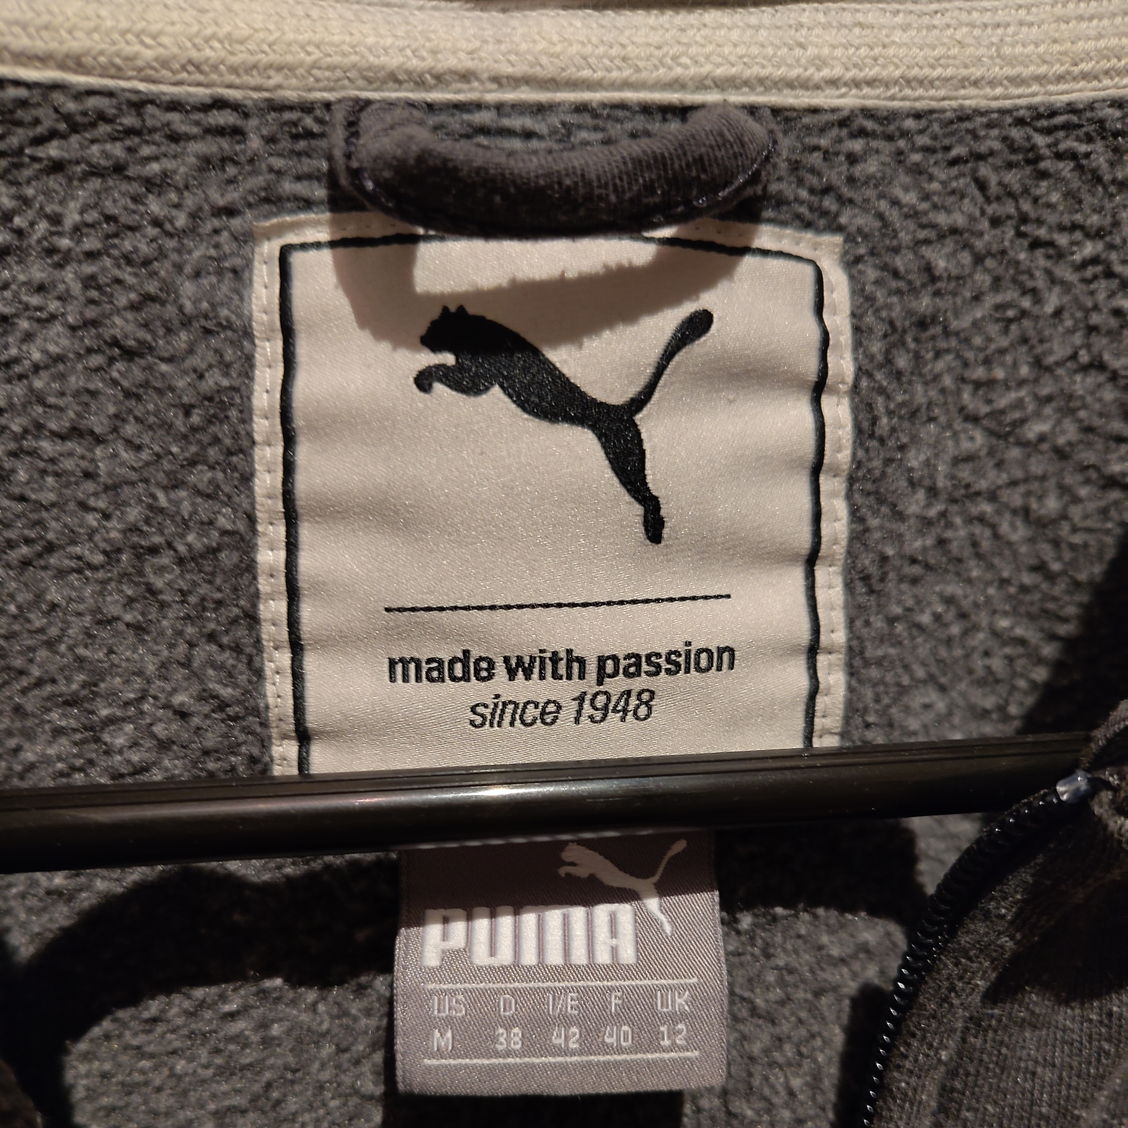 made with passion
since 1948
PUMA
US D I/E F UK
M 38 42 40 12